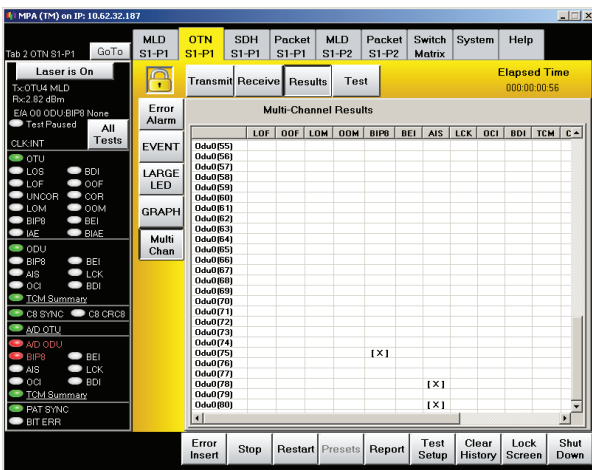 MPA (TM) on IP: 10.62.32.187
Tab 2 OTN S1-P1 GoTo
MLD S1-P1 OTN S1-P1 SDH S1-P1 Packet S1-P1 MLD S1-P2 Packet S1-P2 Switch Matrix System Help
Laser is On
Tx:OTU4 MLD
Rx:2.82 dBm
E/A 00 ODU:BIP8 None
Test Paused
All Tests
CLK:INT
OTU
LOS BDI
LOF OOF
UNCOR COR
LOM OOM
BIP8 BEI
IAE BIAE
ODU
BIP8 BEI
AIS LCK
OCI BDI
TCM Summary
C8 SYNC C8 CRC8
A/D OTU
A/D ODU
BIP8 BEI
AIS LCK
OCI BDI
TCM Summary
PAT SYNC
BIT ERR
Transmit Receive Results Test
Elapsed Time
000:00:00:56
Error Alarm
EVENT
LARGE LED
GRAPH
Multi Chan
Multi-Channel Results
LOF OOF LOM OOM BIP8 BEI AIS LCK OCI BDI TCM C
Odu0(55)
Odu0(56)
Odu0(57)
Odu0(58)
Odu0(59)
Odu0(60)
Odu0(61)
Odu0(62)
Odu0(63)
Odu0(64)
Odu0(65)
Odu0(66)
Odu0(67)
Odu0(68)
Odu0(69)
Odu0(70)
Odu0(71)
Odu0(72)
Odu0(73)
Odu0(74)
Odu0(75) [X]
Odu0(76)
Odu0(77)
Odu0(78) [X]
Odu0(79)
Odu0(80) [X]
Error Insert Stop Restart Presets Report Test Setup Clear History Lock Screen Shut Down